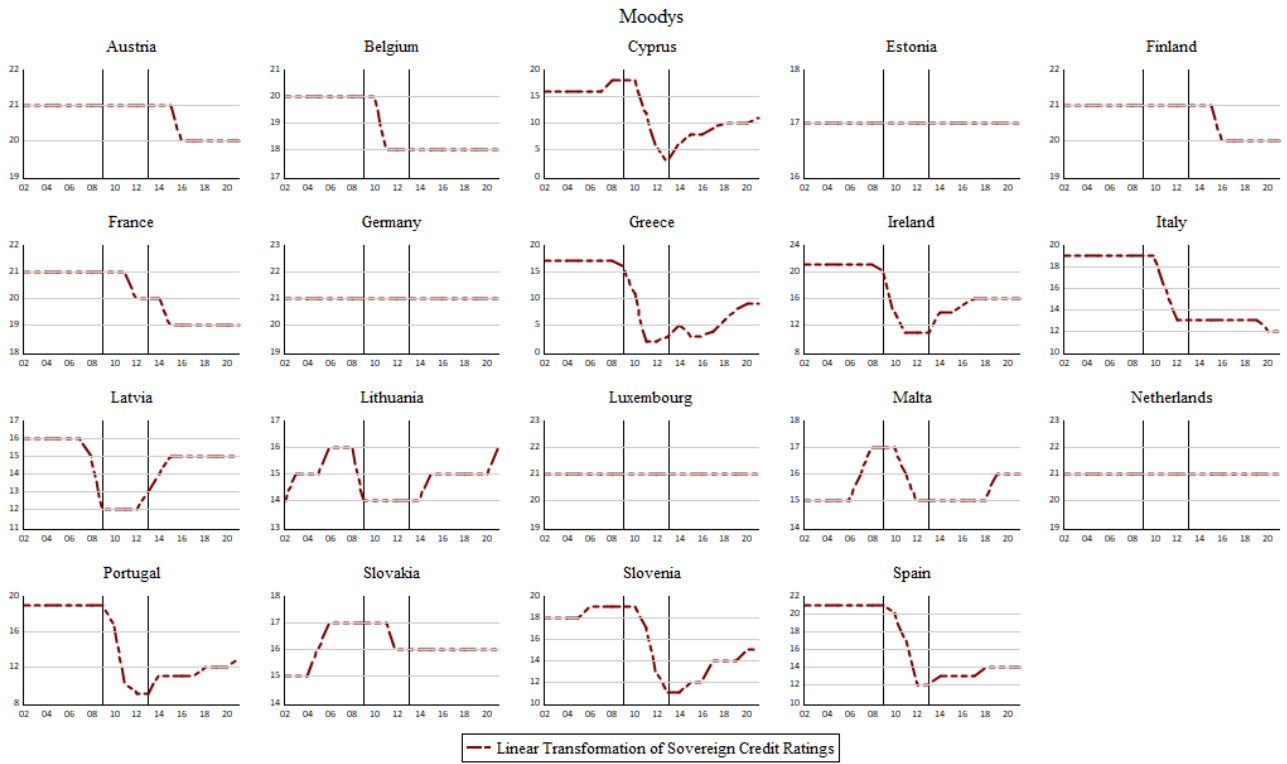 Moodys
Austria Belgium Cyprus Estonia Finland
22 21 20 19
02 04 06 08 10 12 14 16 18 20
21 20 19 18 17
02 04 06 08 10 12 14 16 18 20
20 15 10 5 0
02 04 06 08 10 12 14 16 18 20
18 17 16
02 04 06 08 10 12 14 16 18 20
22 21 20 19
02 04 06 08 10 12 14 16 18 20
France Germany Greece Ireland Italy
22 21 20 19 18
02 04 06 08 10 12 14 16 18 20
23 22 21 20 19
02 04 06 08 10 12 14 16 18 20
20 15 10 5 0
02 04 06 08 10 12 14 16 18 20
24 20 16 12 8
02 04 06 08 10 12 14 16 18 20
20 18 16 14 12 10
02 04 06 08 10 12 14 16 18 20
Latvia Lithuania Luxembourg Malta Netherlands
17 16 15 14 13 12 11
02 04 06 08 10 12 14 16 18 20
17 16 15 14 13
02 04 06 08 10 12 14 16 18 20
23 22 21 20 19
02 04 06 08 10 12 14 16 18 20
18 17 16 15 14
02 04 06 08 10 12 14 16 18 20
23 22 21 20 19
02 04 06 08 10 12 14 16 18 20
Portugal Slovakia Slovenia Spain
20 16 12 8
02 04 06 08 10 12 14 16 18 20
18 17 16 15 14
02 04 06 08 10 12 14 16 18 20
20 18 16 14 12 10
02 04 06 08 10 12 14 16 18 20
22 20 18 16 14 12 10
02 04 06 08 10 12 14 16 18 20
Linear Transformation of Sovereign Credit Ratings